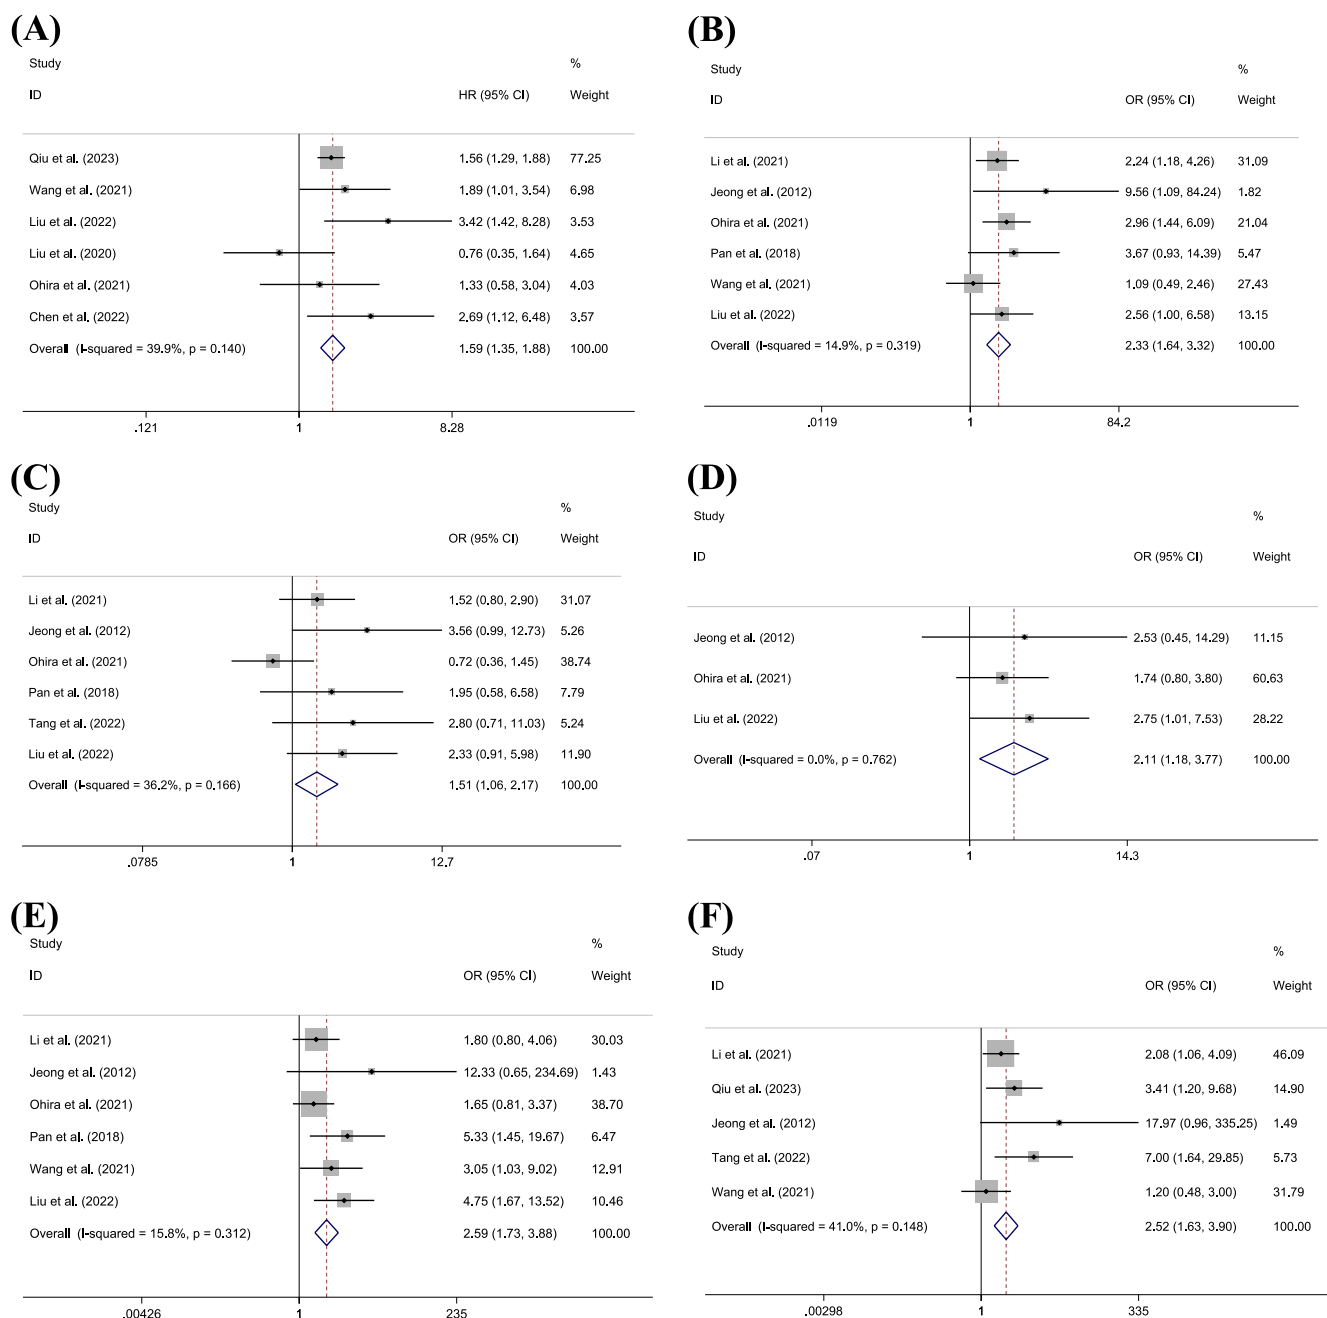 (A)
Study %
ID HR (95% CI) Weight
Qiu et al. (2023) 1.56 (1.29, 1.88) 77.25
Wang et al. (2021) 1.89 (1.01, 3.54) 6.98
Liu et al. (2022) 3.42 (1.42, 8.28) 3.53
Liu et al. (2020) 0.76 (0.35, 1.64) 4.65
Ohira et al. (2021) 1.33 (0.58, 3.04) 4.03
Chen et al. (2022) 2.69 (1.12, 6.48) 3.57
Overall (I-squared = 39.9%, p = 0.140) 1.59 (1.35, 1.88) 100.00
.121 1 8.28
(B)
Study %
ID OR (95% CI) Weight
Li et al. (2021) 2.24 (1.18, 4.26) 31.09
Jeong et al. (2012) 9.56 (1.09, 84.24) 1.82
Ohira et al. (2021) 2.96 (1.44, 6.09) 21.04
Pan et al. (2018) 3.67 (0.93, 14.39) 5.47
Wang et al. (2021) 1.09 (0.49, 2.46) 27.43
Liu et al. (2022) 2.56 (1.00, 6.58) 13.15
Overall (I-squared = 14.9%, p = 0.319) 2.33 (1.64, 3.32) 100.00
.0119 1 84.2
(C)
Study %
ID OR (95% CI) Weight
Li et al. (2021) 1.52 (0.80, 2.90) 31.07
Jeong et al. (2012) 3.56 (0.99, 12.73) 5.26
Ohira et al. (2021) 0.72 (0.36, 1.45) 38.74
Pan et al. (2018) 1.95 (0.58, 6.58) 7.79
Tang et al. (2022) 2.80 (0.71, 11.03) 5.24
Liu et al. (2022) 2.33 (0.91, 5.98) 11.90
Overall (I-squared = 36.2%, p = 0.166) 1.51 (1.06, 2.17) 100.00
.0785 1 12.7
(D)
Study %
ID OR (95% CI) Weight
Jeong et al. (2012) 2.53 (0.45, 14.29) 11.15
Ohira et al. (2021) 1.74 (0.80, 3.80) 60.63
Liu et al. (2022) 2.75 (1.01, 7.53) 28.22
Overall (I-squared = 0.0%, p = 0.762) 2.11 (1.18, 3.77) 100.00
.07 1 14.3
(E)
Study %
ID OR (95% CI) Weight
Li et al. (2021) 1.80 (0.80, 4.06) 30.03
Jeong et al. (2012) 12.33 (0.65, 234.69) 1.43
Ohira et al. (2021) 1.65 (0.81, 3.37) 38.70
Pan et al. (2018) 5.33 (1.45, 19.67) 6.47
Wang et al. (2021) 3.05 (1.03, 9.02) 12.91
Liu et al. (2022) 4.75 (1.67, 13.52) 10.46
Overall (I-squared = 15.8%, p = 0.312) 2.59 (1.73, 3.88) 100.00
.00426 1 235
(F)
Study %
ID OR (95% CI) Weight
Li et al. (2021) 2.08 (1.06, 4.09) 46.09
Qiu et al. (2023) 3.41 (1.20, 9.68) 14.90
Jeong et al. (2012) 17.97 (0.96, 335.25) 1.49
Tang et al. (2022) 7.00 (1.64, 29.85) 5.73
Wang et al. (2021) 1.20 (0.48, 3.00) 31.79
Overall (I-squared = 41.0%, p = 0.148) 2.52 (1.63, 3.90) 100.00
.00298 1 335